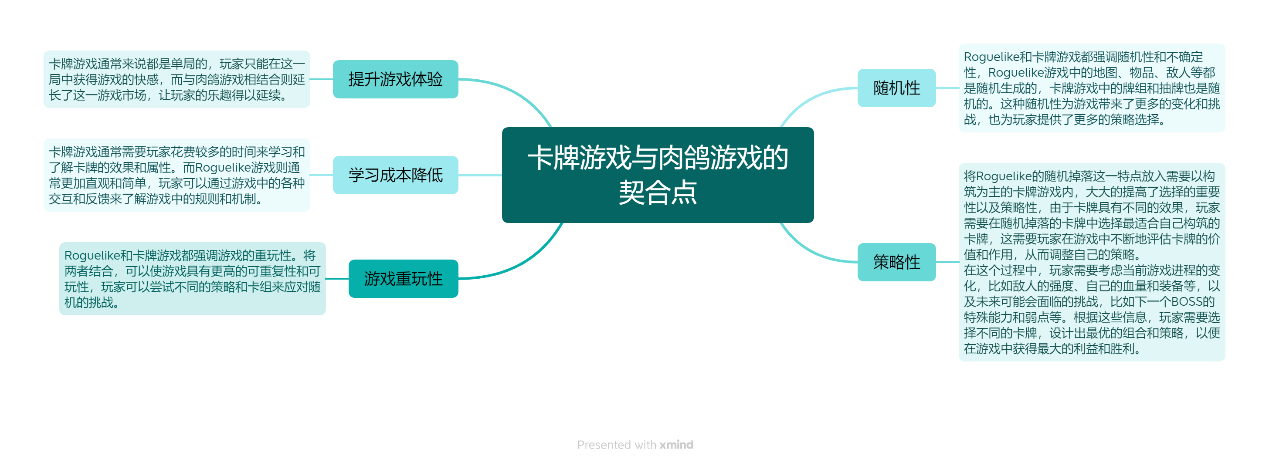 卡牌游戏与肉鸽游戏的
契合点
随机性
Roguelike和卡牌游戏都强调随机性和不确定
性，Roguelike游戏中的地图、物品、敌人等都
是随机生成的，卡牌游戏中的牌组和抽牌也是随
机的。这种随机性为游戏带来了更多的变化和挑
战，也为玩家提供了更多的策略选择。
策略性
将Roguelike的随机掉落这一特点放入需要以构
筑为主的卡牌游戏内，大大的提高了选择的重要
性以及策略性，由于卡牌具有不同的效果，玩家
需要在随机掉落的卡牌中选择最适合自己构筑的
卡牌，这需要玩家在游戏中不断地评估卡牌的价
值和作用，从而调整自己的策略。
在这个过程中，玩家需要考虑当前游戏进程的变
化，比如敌人的强度、自己的血量和装备等，以
及未来可能会面临的挑战，比如下一个BOSS的
特殊能力和弱点等。根据这些信息，玩家需要选
择不同的卡牌，设计出最优的组合和策略，以便
在游戏中获得最大的利益和胜利。
提升游戏体验
卡牌游戏通常来说都是单局的，玩家只能在这一
局中获得游戏的快感，而与肉鸽游戏相结合则延
长了这一游戏市场，让玩家的乐趣得以延续。
学习成本降低
卡牌游戏通常需要玩家花费较多的时间来学习和
了解卡牌的效果和属性。而Roguelike游戏则通
常更加直观和简单，玩家可以通过游戏中的各种
交互和反馈来了解游戏中的规则和机制。
游戏重玩性
Roguelike和卡牌游戏都强调游戏的重玩性。将
两者结合，可以使游戏具有更高的可重复性和可
玩性，玩家可以尝试不同的策略和卡组来应对随
机的挑战。
Presented with xmind